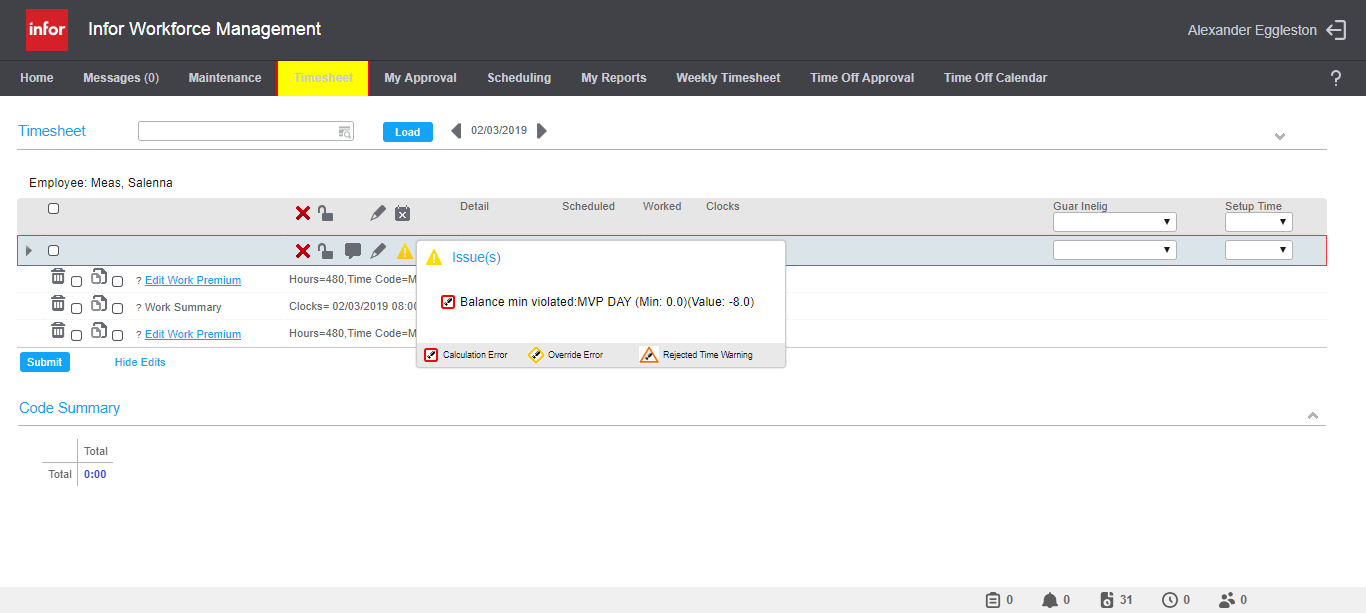 infor Infor Workforce Management Alexander Eggleston
Home Messages (0) Maintenance Timesheet My Approval Scheduling My Reports Weekly Timesheet Time Off Approval Time Off Calendar ?
Timesheet Load 02/03/2019
Employee: Meas, Salenna
Detail Scheduled Worked Clocks Guar Inelig Setup Time
Issue(s)
? Edit Work Premium Hours=480,Time Code=M
Balance min violated:MVP DAY (Min: 0.0)(Value: -8.0)
? Work Summary Clocks= 02/03/2019 08:00
? Edit Work Premium Hours=480,Time Code=M
Calculation Error Override Error Rejected Time Warning
Submit Hide Edits
Code Summary
Total
Total 0:00
0 0 31 0 0